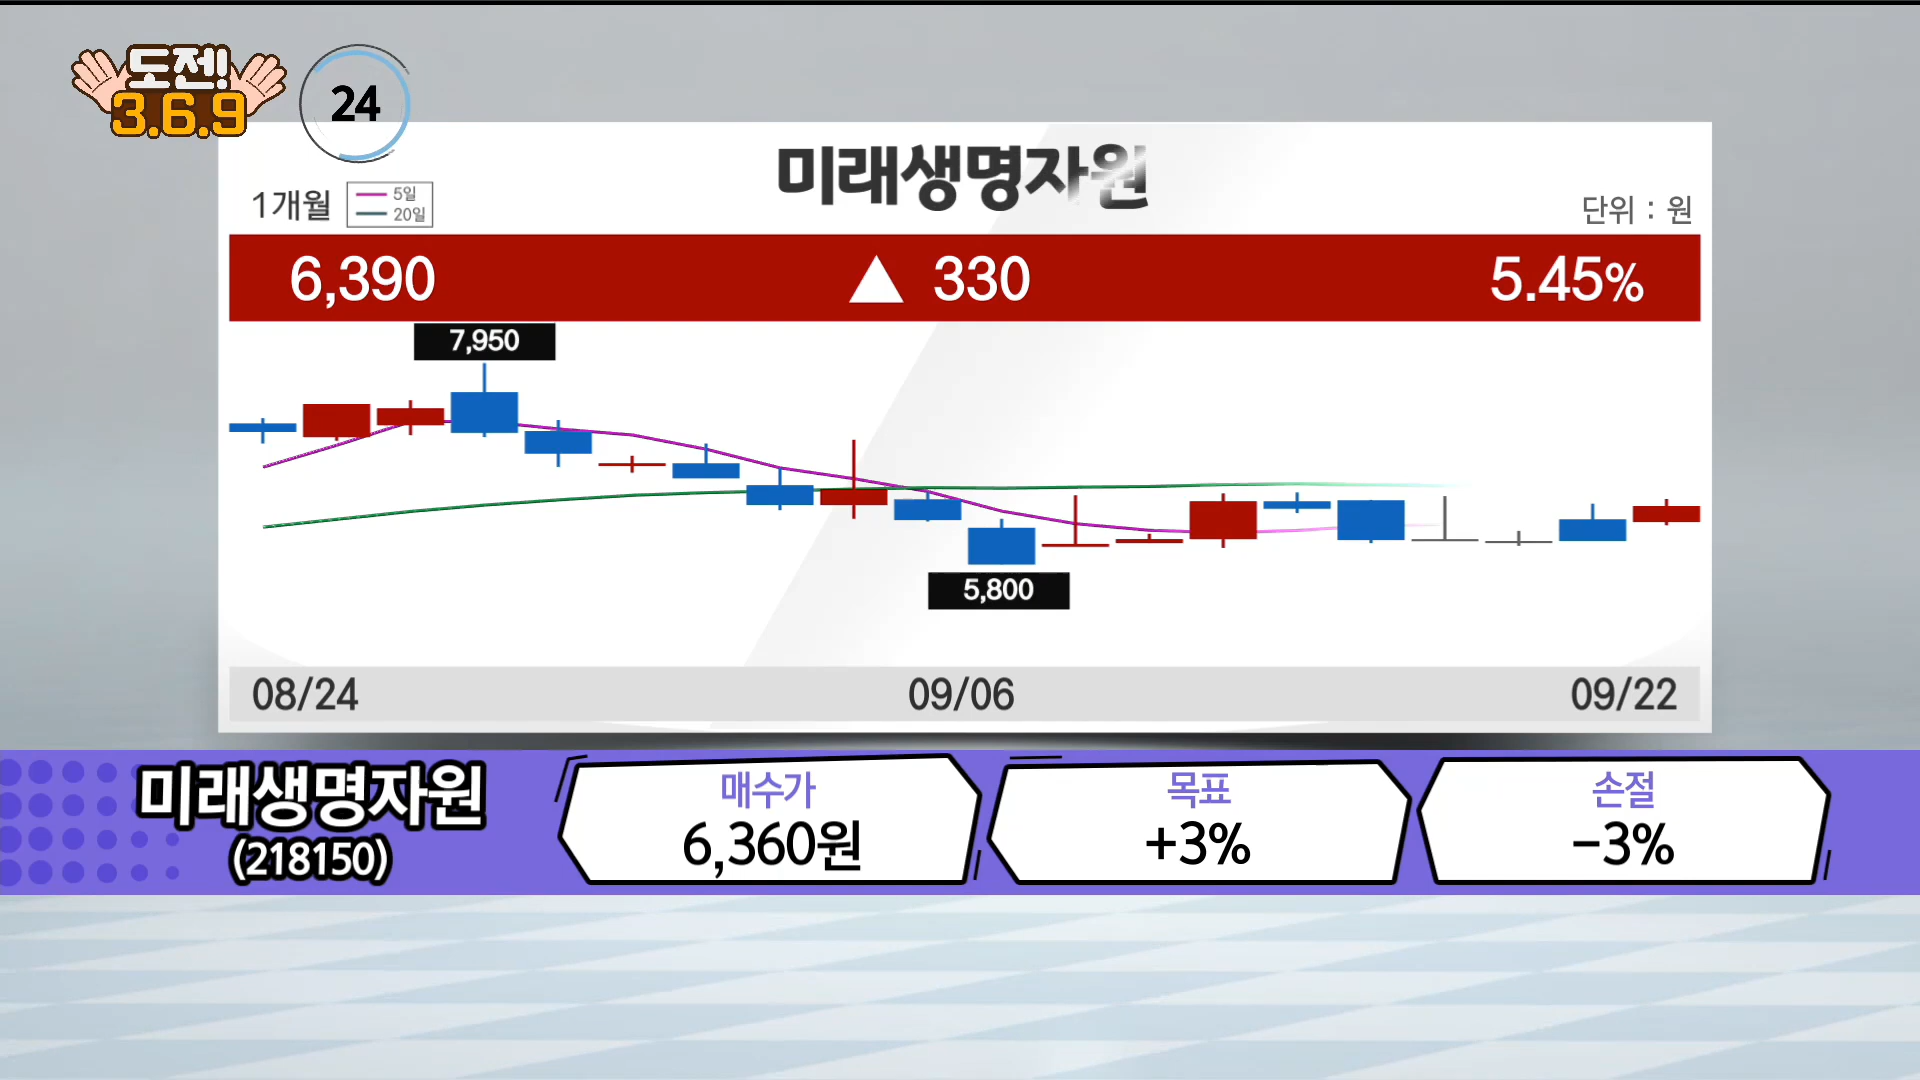 도전!
3.6.9
24
미래생명자원
1개월
5일
20일
단위 : 원
6,390 ▲ 330 5.45%
7,950
5,800
08/24 09/06 09/22
미래생명자원
(218150)
매수가
6,360원
목표
+3%
손절
-3%